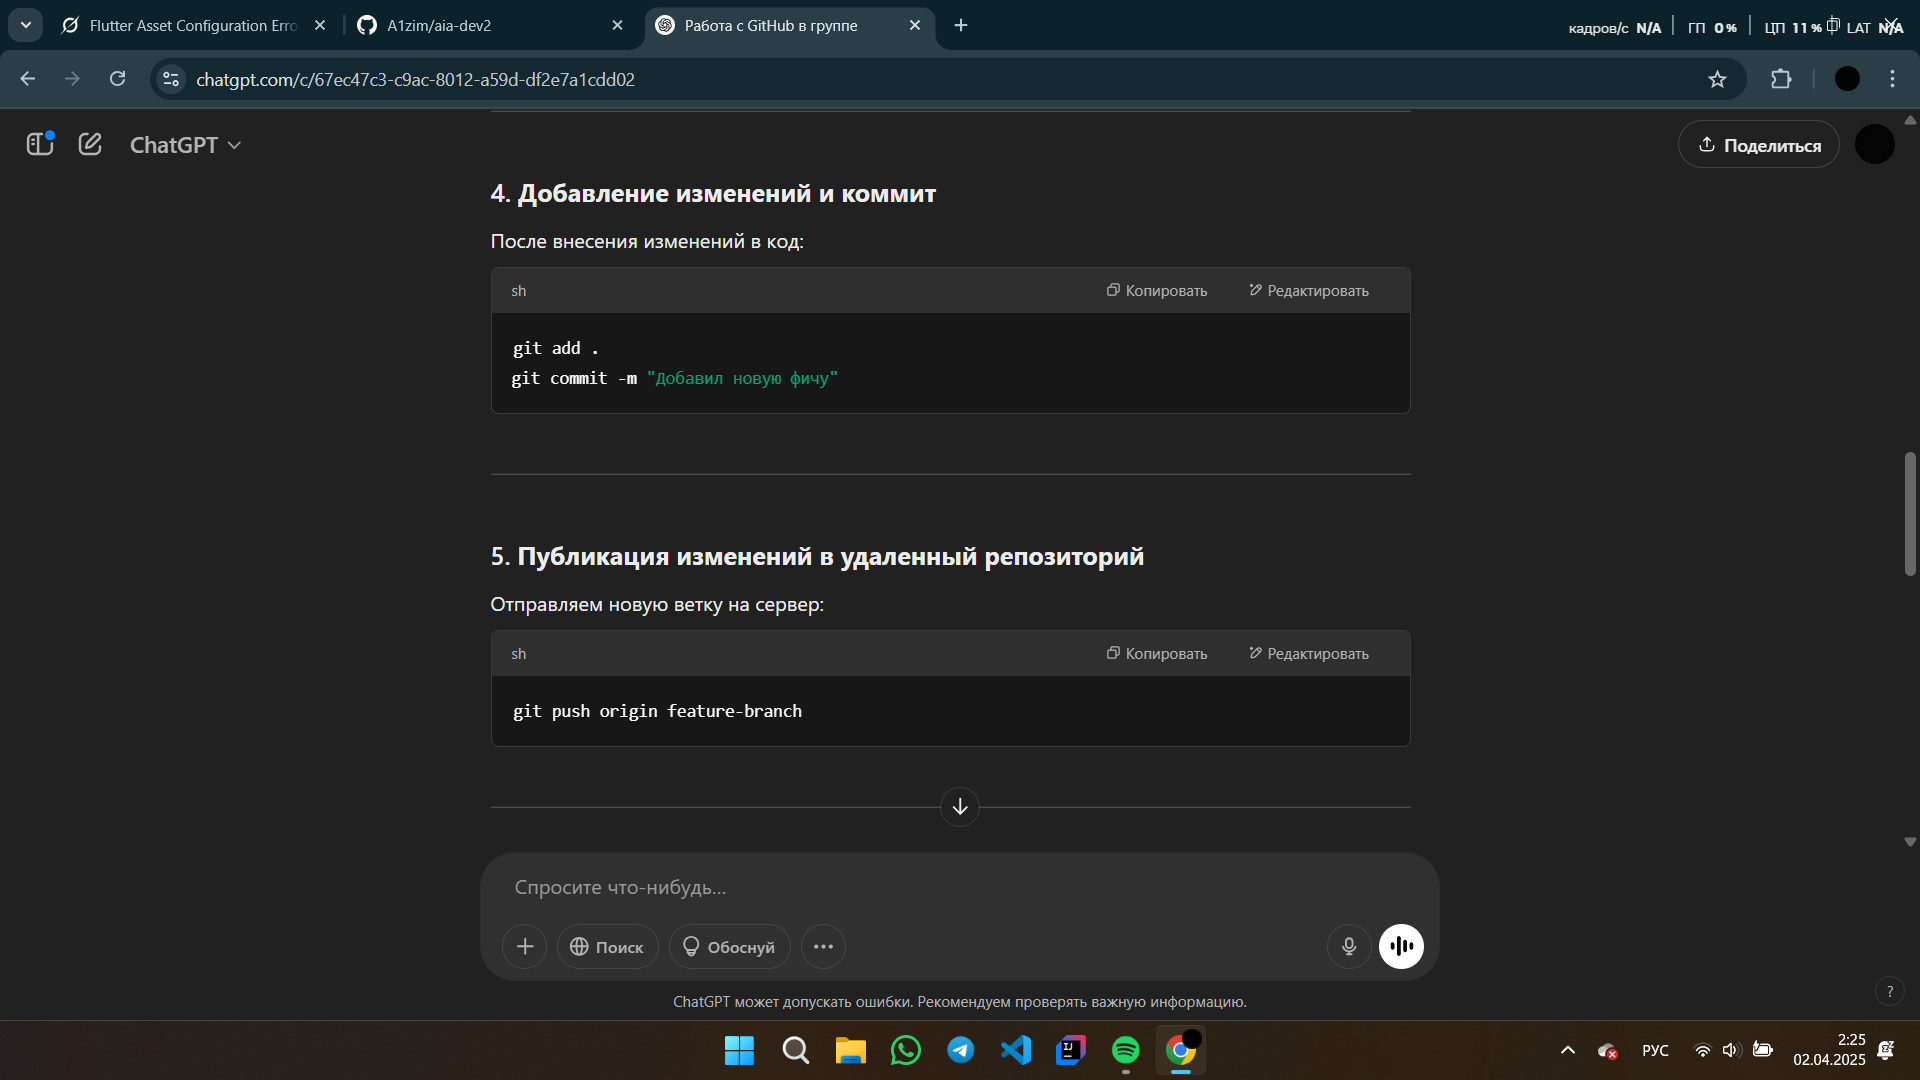 Flutter Asset Configuration Erro
A1zim/aia-dev2
Работа с GitHub в группе
кадров/с N/A ГП 0% ЦП 11% LAT N/A
chatgpt.com/c/67ec47c3-c9ac-8012-a59d-df2e7a1cdd02
ChatGPT
Поделиться
4. Добавление изменений и коммит
После внесения изменений в код:
sh
Копировать
Редактировать
git add .
git commit -m "Добавил новую фичу"
5. Публикация изменений в удаленный репозиторий
Отправляем новую ветку на сервер:
sh
Копировать
Редактировать
git push origin feature-branch
Спросите что-нибудь...
Поиск
Обоснуй
ChatGPT может допускать ошибки. Рекомендуем проверять важную информацию.
?
IJ
РУС
2:25
02.04.2025